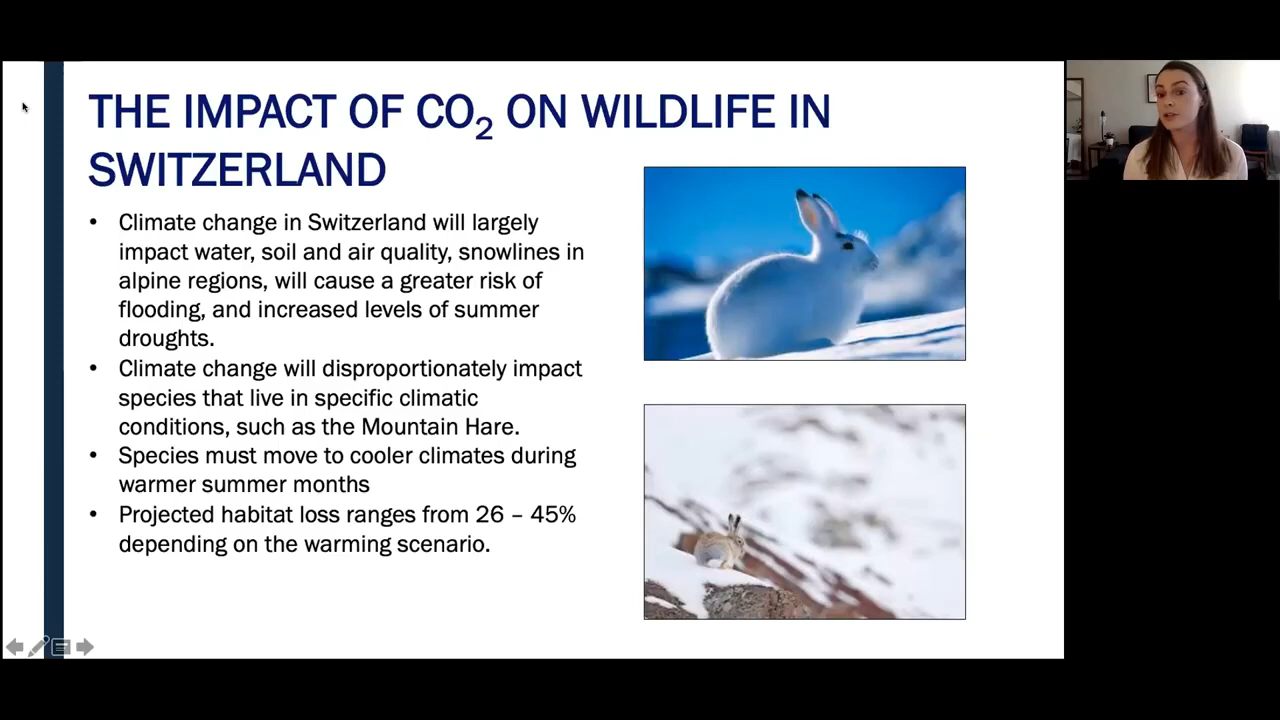 THE IMPACT OF CO₂ ON WILDLIFE IN
SWITZERLAND
• Climate change in Switzerland will largely
impact water, soil and air quality, snowlines in
alpine regions, will cause a greater risk of
flooding, and increased levels of summer
droughts.
• Climate change will disproportionately impact
species that live in specific climatic
conditions, such as the Mountain Hare.
• Species must move to cooler climates during
warmer summer months
• Projected habitat loss ranges from 26 – 45%
depending on the warming scenario.